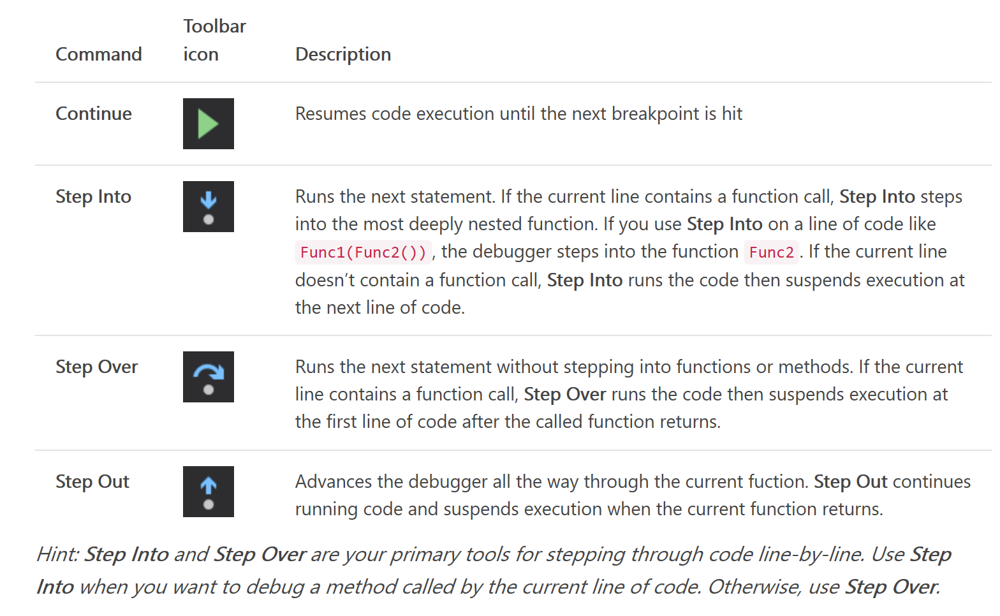 Command Toolbar icon Description
Continue Resumes code execution until the next breakpoint is hit
Step Into Runs the next statement. If the current line contains a function call, Step Into steps
into the most deeply nested function. If you use Step Into on a line of code like
Func1(Func2()), the debugger steps into the function Func2. If the current line
doesn’t contain a function call, Step Into runs the code then suspends execution at
the next line of code.
Step Over Runs the next statement without stepping into functions or methods. If the current
line contains a function call, Step Over runs the code then suspends execution at
the first line of code after the called function returns.
Step Out Advances the debugger all the way through the current fuction. Step Out continues
running code and suspends execution when the current function returns.
Hint: Step Into and Step Over are your primary tools for stepping through code line-by-line. Use Step
Into when you want to debug a method called by the current line of code. Otherwise, use Step Over.